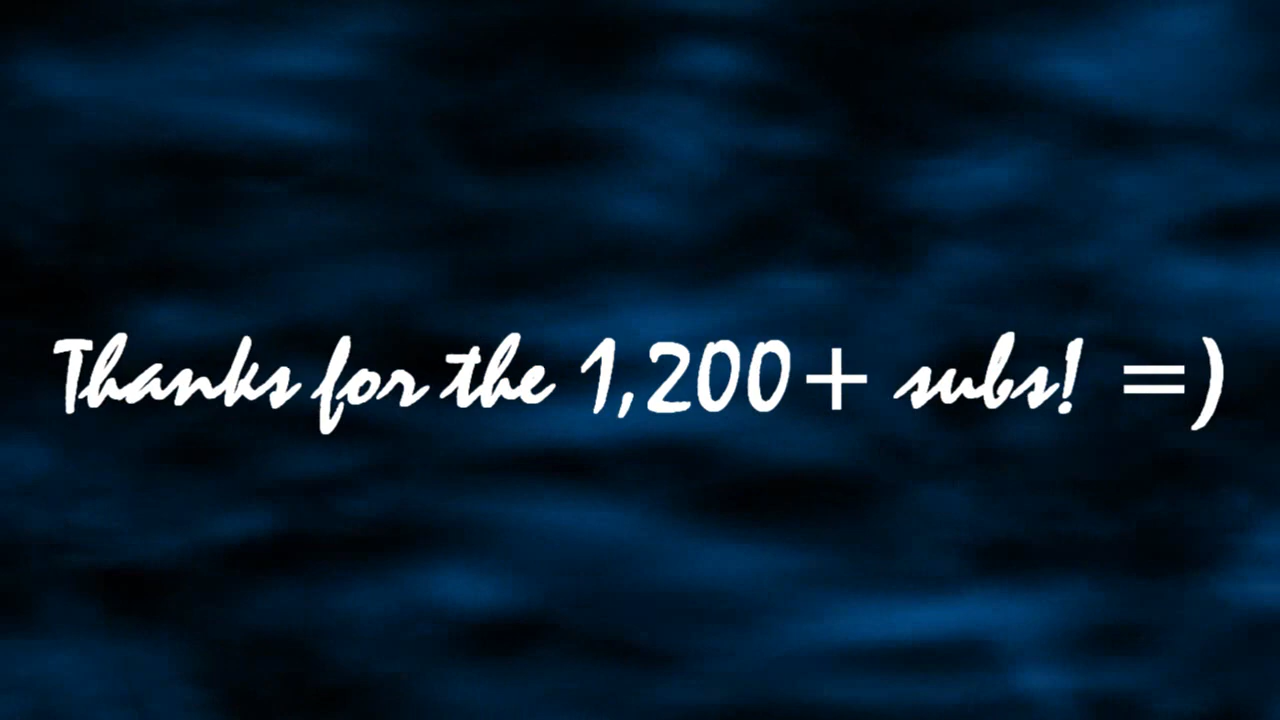 Thanks for the 1,200+ subs! =)